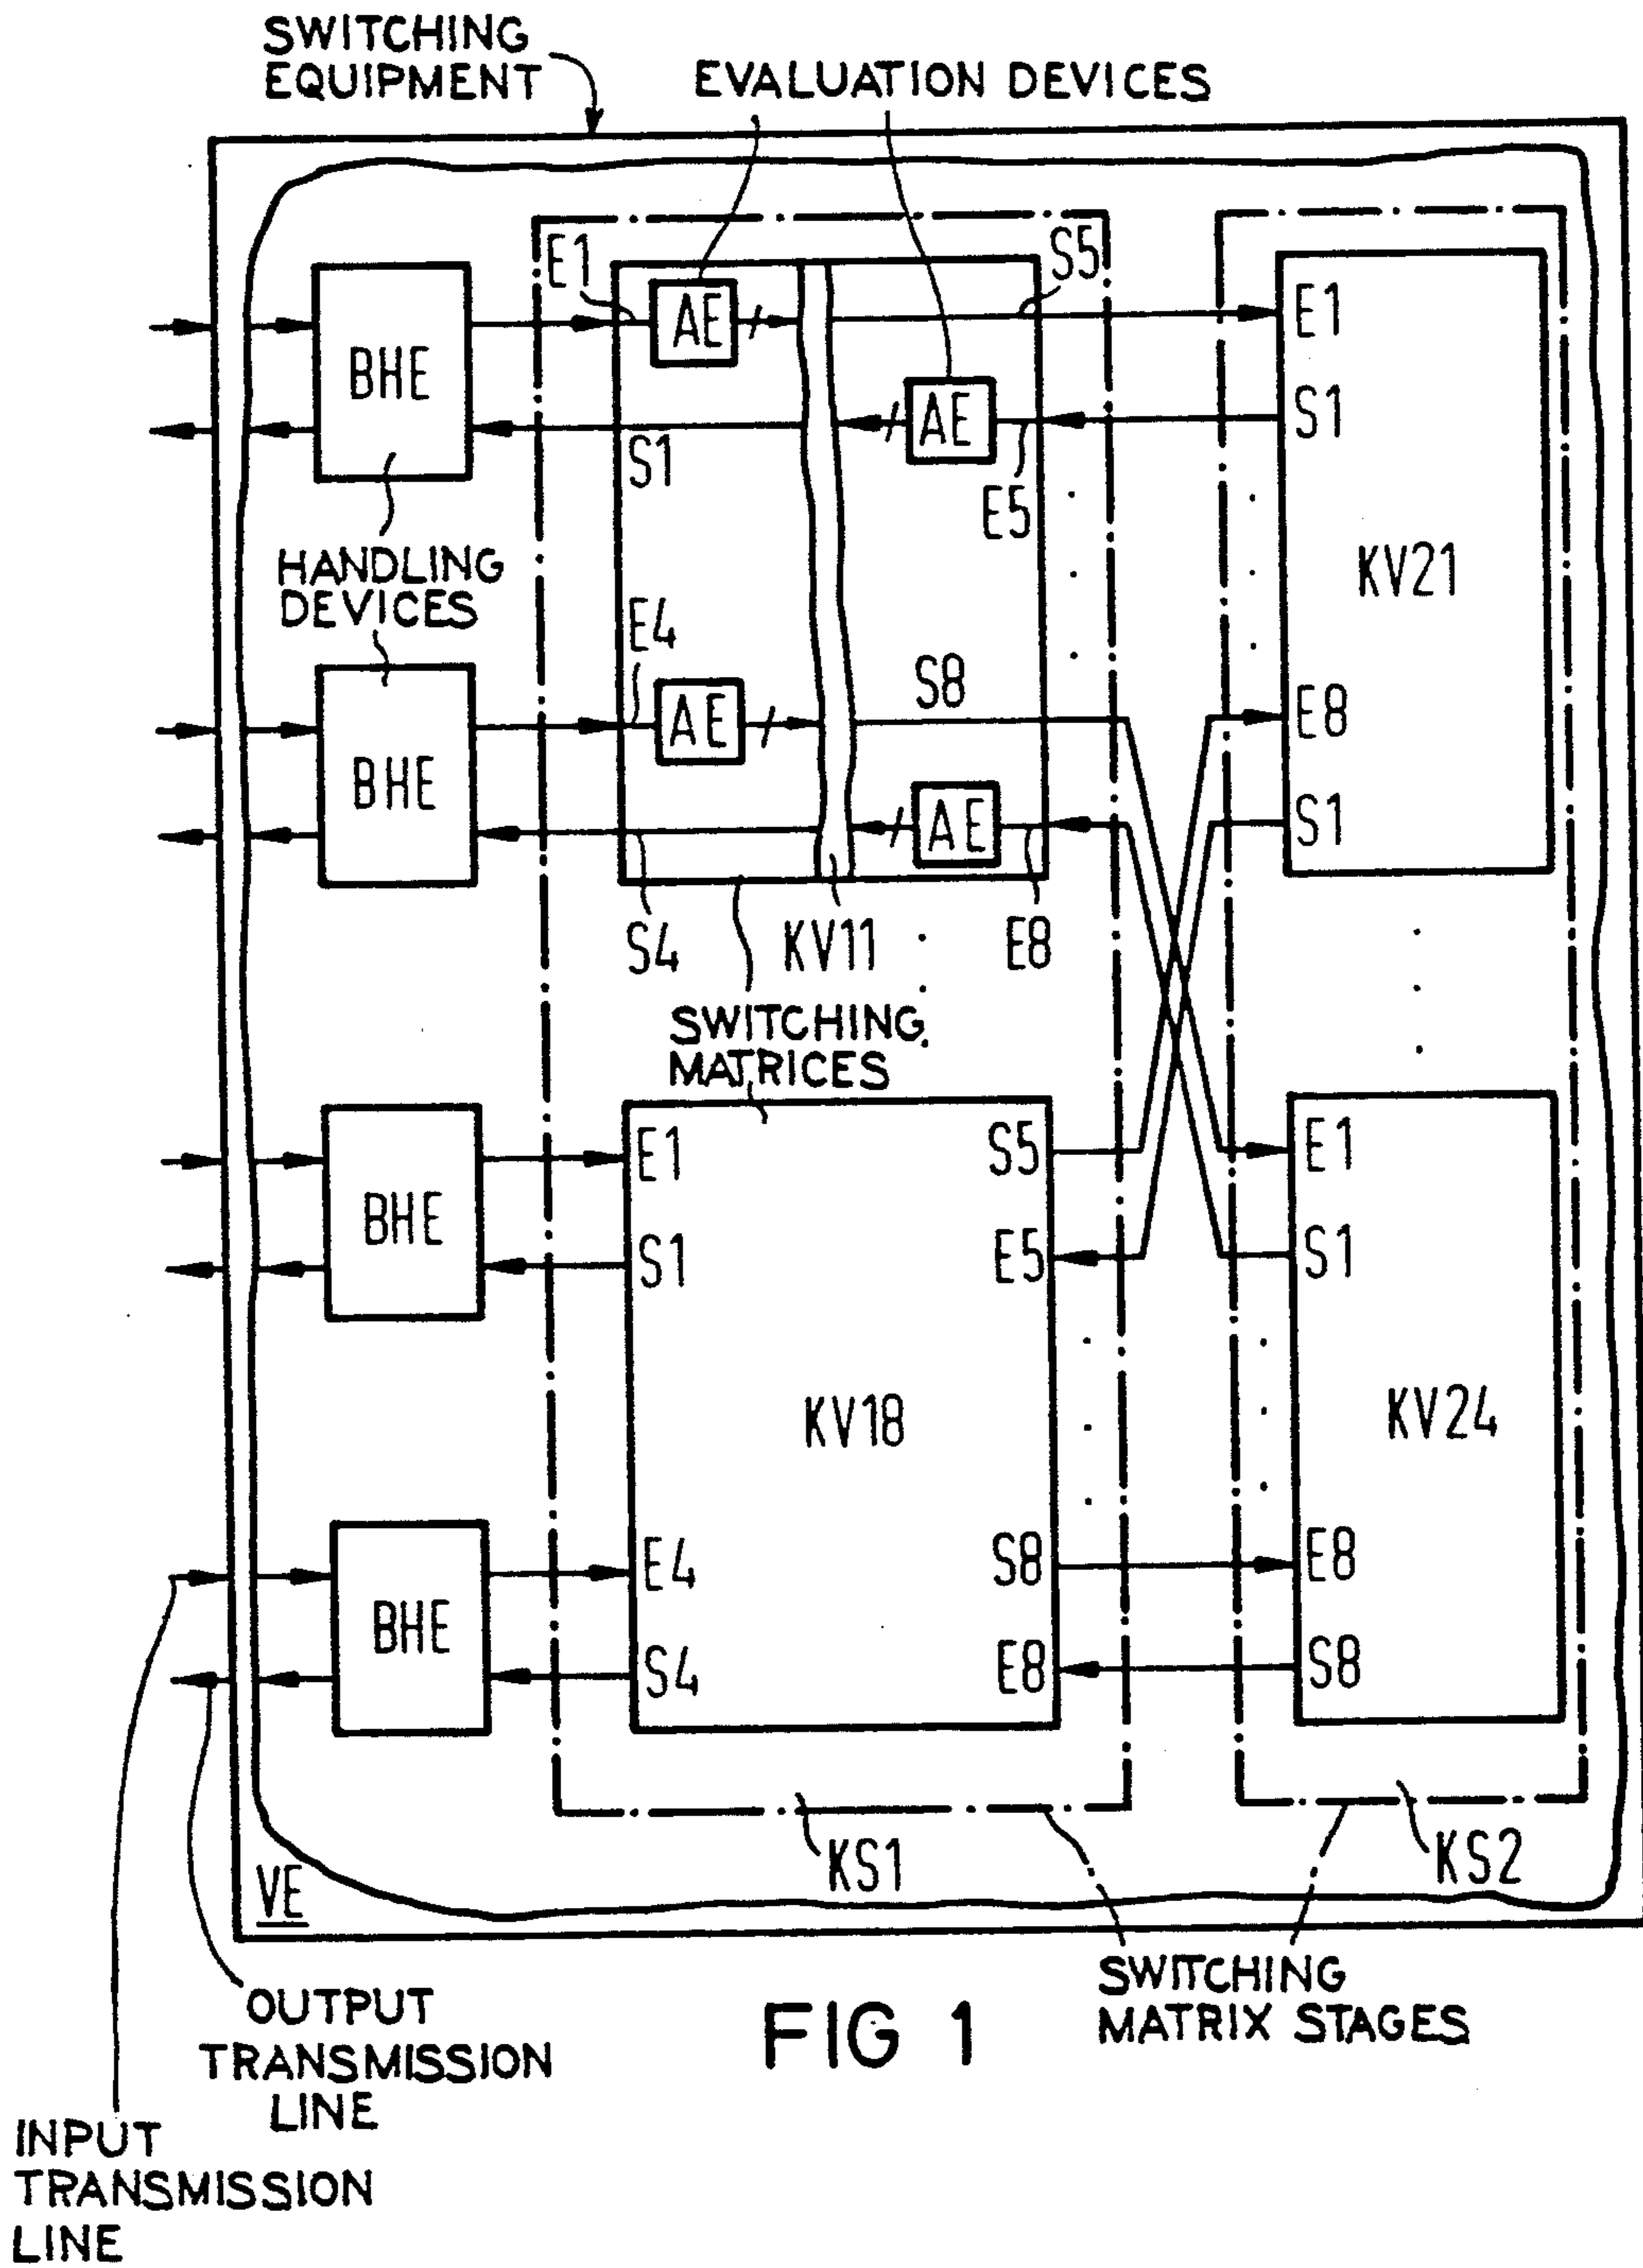 SWITCHING
EQUIPMENT
EVALUATION DEVICES
E1
AE
S5
E1
BHE
AE
S1
S1
E5
HANDLING
DEVICES
KV21
E4
AE
S8
E8
BHE
AE
S1
S4
KV11
E8
SWITCHING
MATRICES
E1
S5
E1
BHE
S1
E5
S1
KV18
KV24
E4
S8
E8
BHE
S4
E8
S8
KS1
KS2
VE
SWITCHING
MATRIX STAGES
OUTPUT
TRANSMISSION
LINE
FIG 1
INPUT
TRANSMISSION
LINE